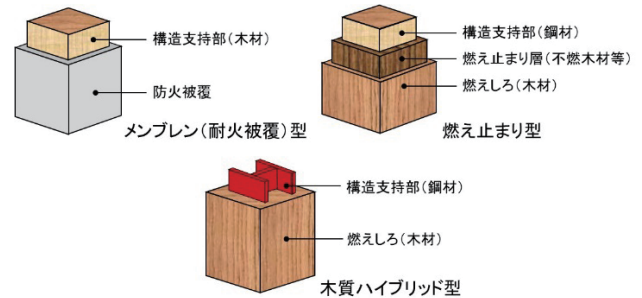 構造支持部(木材)
防火被覆
メンブレン(耐火被覆)型
構造支持部(鋼材)
燃え止まり層(不燃木材等)
燃えしろ(木材)
燃え止まり型
構造支持部(鋼材)
燃えしろ(木材)
木質ハイブリッド型